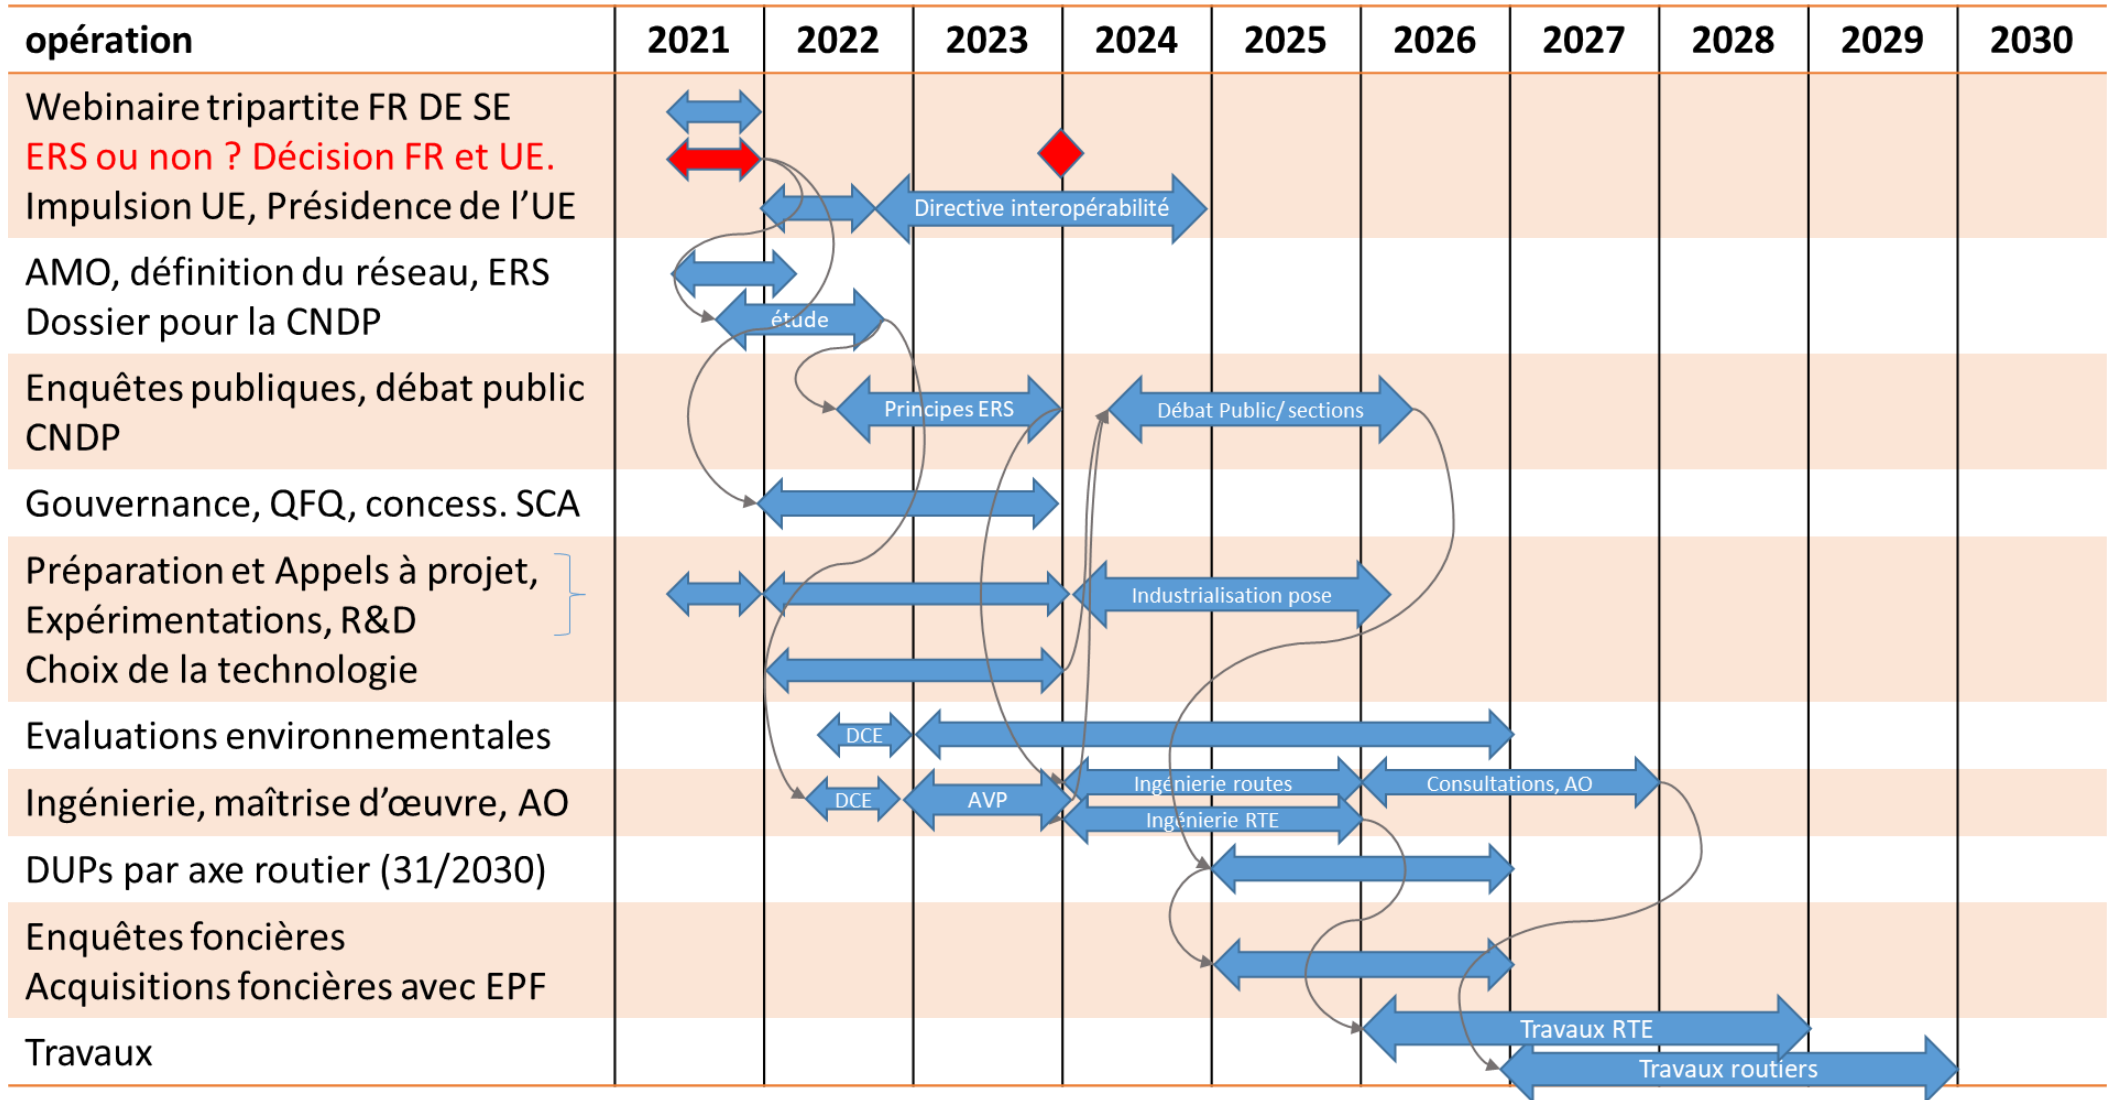 opération 2021 2022 2023 2024 2025 2026 2027 2028 2029 2030
Webinaire tripartite FR DE SE
ERS ou non ? Décision FR et UE.
Impulsion UE, Présidence de l’UE
Directive interopérabilité
AMO, définition du réseau, ERS
Dossier pour la CNDP
étude
Enquêtes publiques, débat public
CNDP
Principes ERS
Débat Public/ sections
Gouvernance, QFQ, concess. SCA
Préparation et Appels à projet,
Expérimentations, R&D
Industrialisation pose
Choix de la technologie
Evaluations environnementales
DCE
Ingénierie, maîtrise d’œuvre, AO
DCE
AVP
Ingénierie routes
Consultations, AO
Ingénierie RTE
DUPs par axe routier (31/2030)
Enquêtes foncières
Acquisitions foncières avec EPF
Travaux
Travaux RTE
Travaux routiers